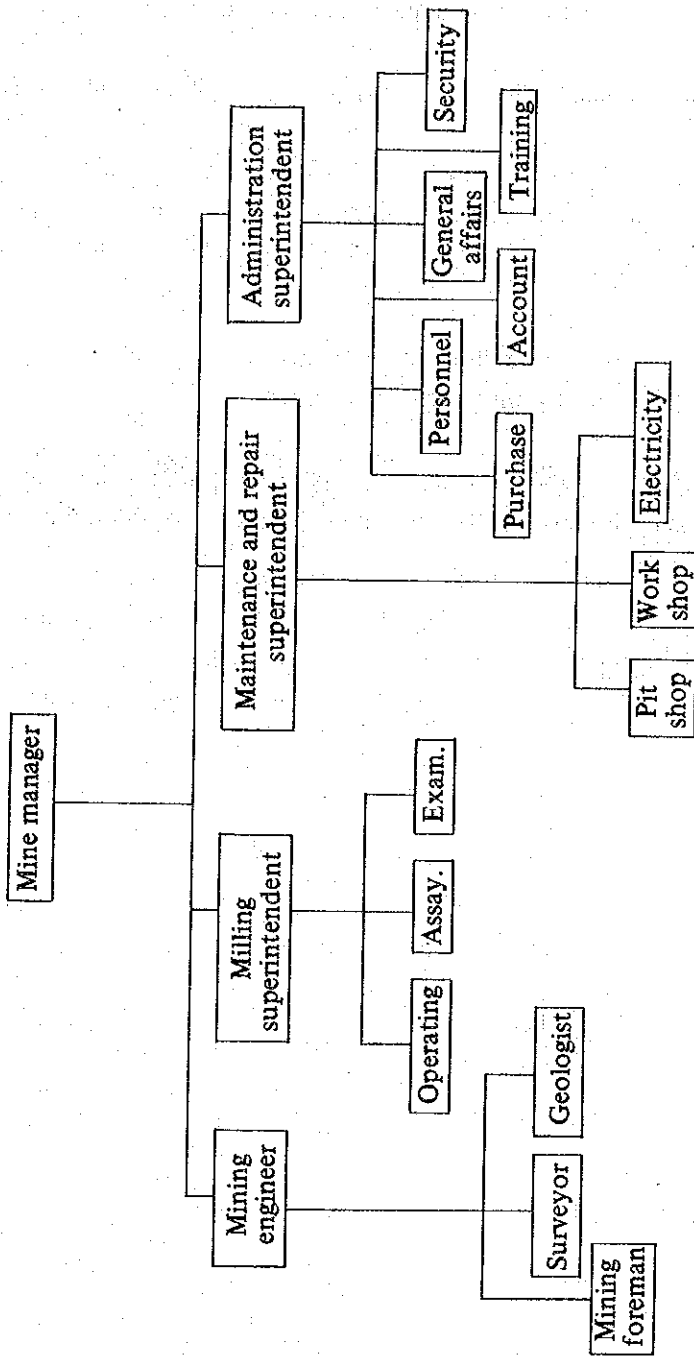 Mine manager
Mining
engineer
Milling
superintendent
Maintenance and repair
superintendent
Administration
superintendent
Mining
foreman
Surveyor
Geologist
Operating
Assay.
Exam.
Pit
shop
Work
shop
Electricity
Purchase
Personnel
Account
General
affairs
Training
Security